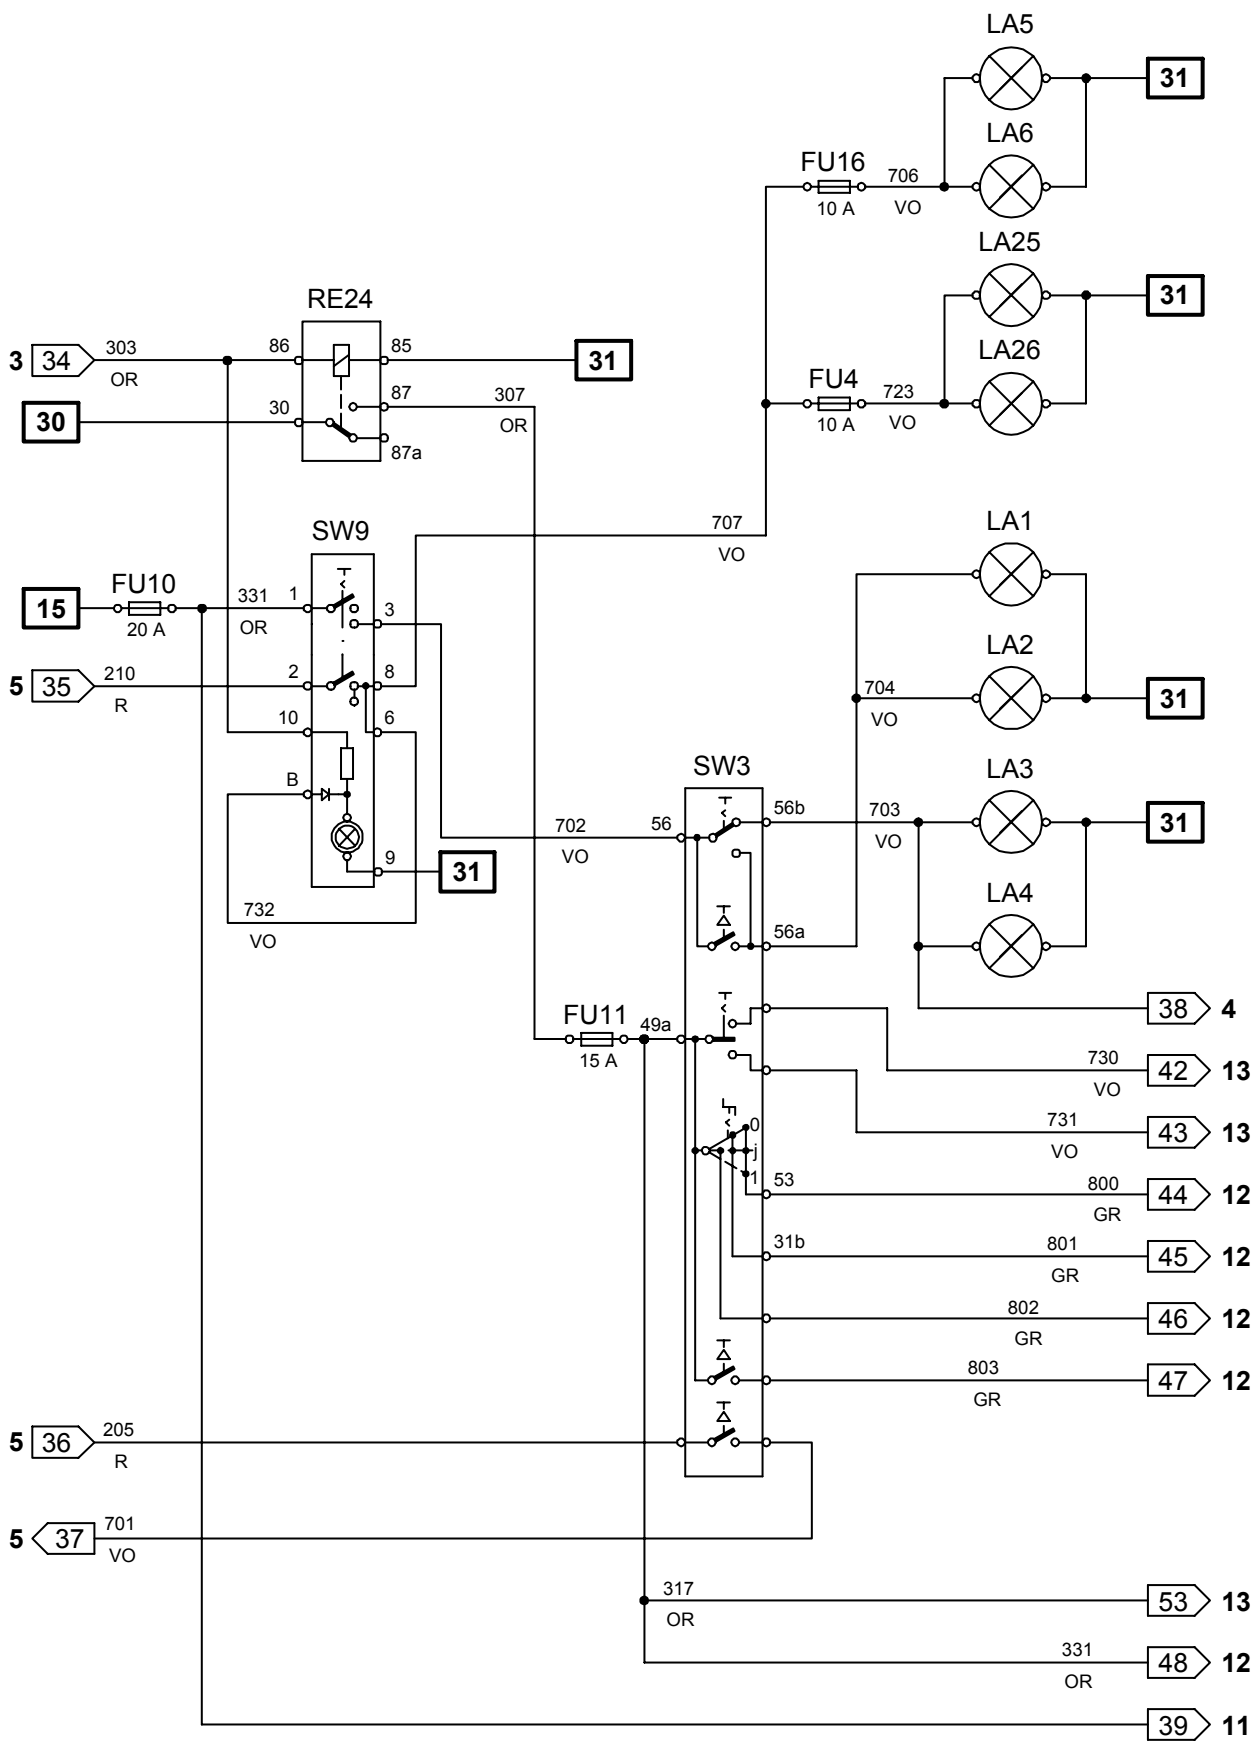 LA5
31
LA6
FU16
706
10 A
VO
LA25
31
RE24
LA26
3
34
303
OR
86
85
31
FU4
723
10 A
VO
87
307
OR
30
30
87a
SW9
707
VO
LA1
FU10
15
20 A
331
OR
1
3
5
35
210
R
2
8
LA2
704
VO
31
10
6
SW3
LA3
B
56b
703
VO
31
702
VO
56
9
31
LA4
732
VO
56a
38
4
FU11
49a
15 A
730
VO
42
13
731
VO
43
13
0
j
1
53
800
GR
44
12
31b
801
GR
45
12
802
GR
46
12
803
GR
47
12
5
36
205
R
5
37
701
VO
317
OR
53
13
331
OR
48
12
39
11